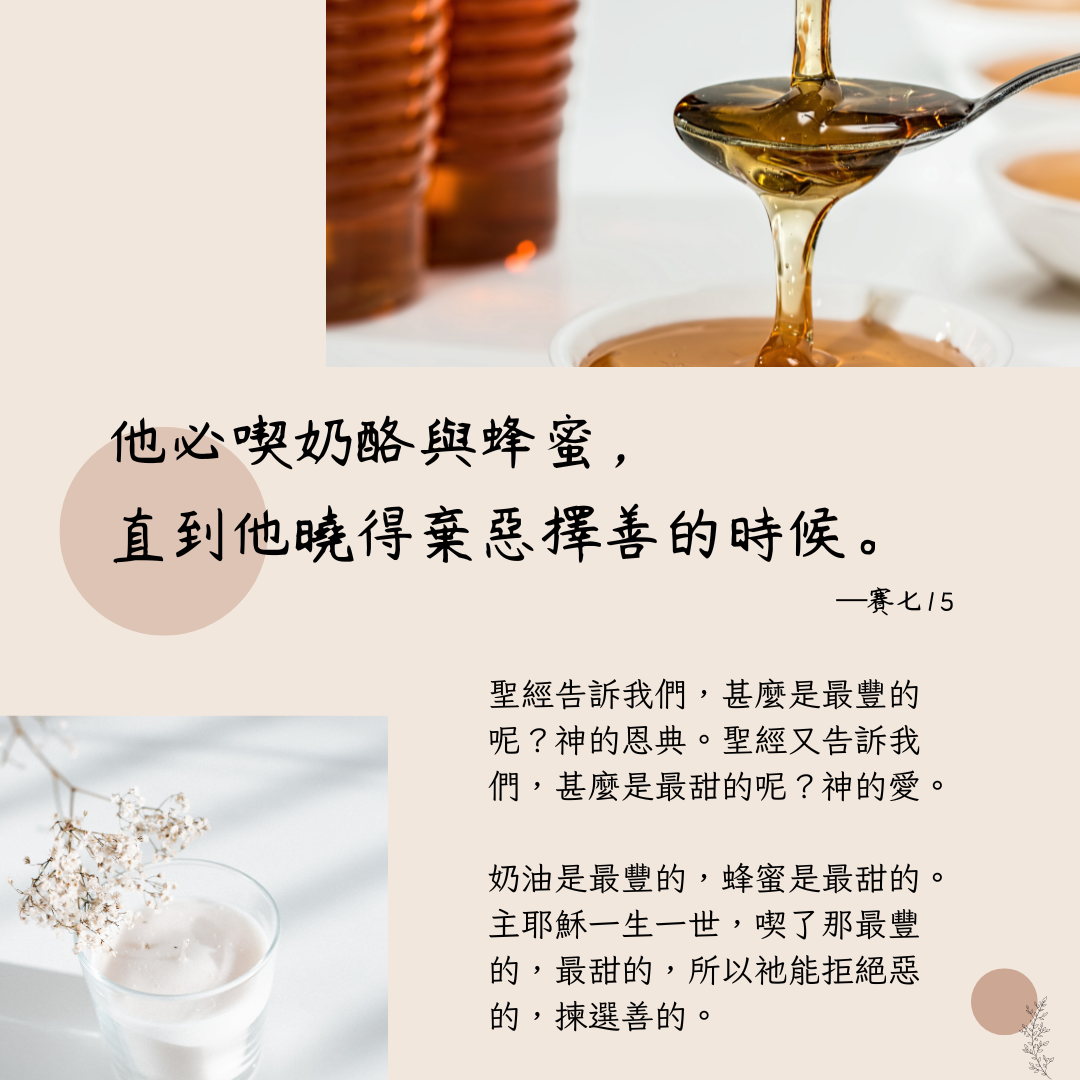 他必喫奶酪與蜂蜜，
直到他曉得棄惡擇善的時候。
—賽七15
聖經告訴我們，甚麼是最豐的
呢？神的恩典。聖經又告訴我
們，甚麼是最甜的呢？神的愛。
奶油是最豐的，蜂蜜是最甜的。
主耶穌一生一世，喫了那最豐
的，最甜的，所以祂能拒絕惡
的，揀選善的。